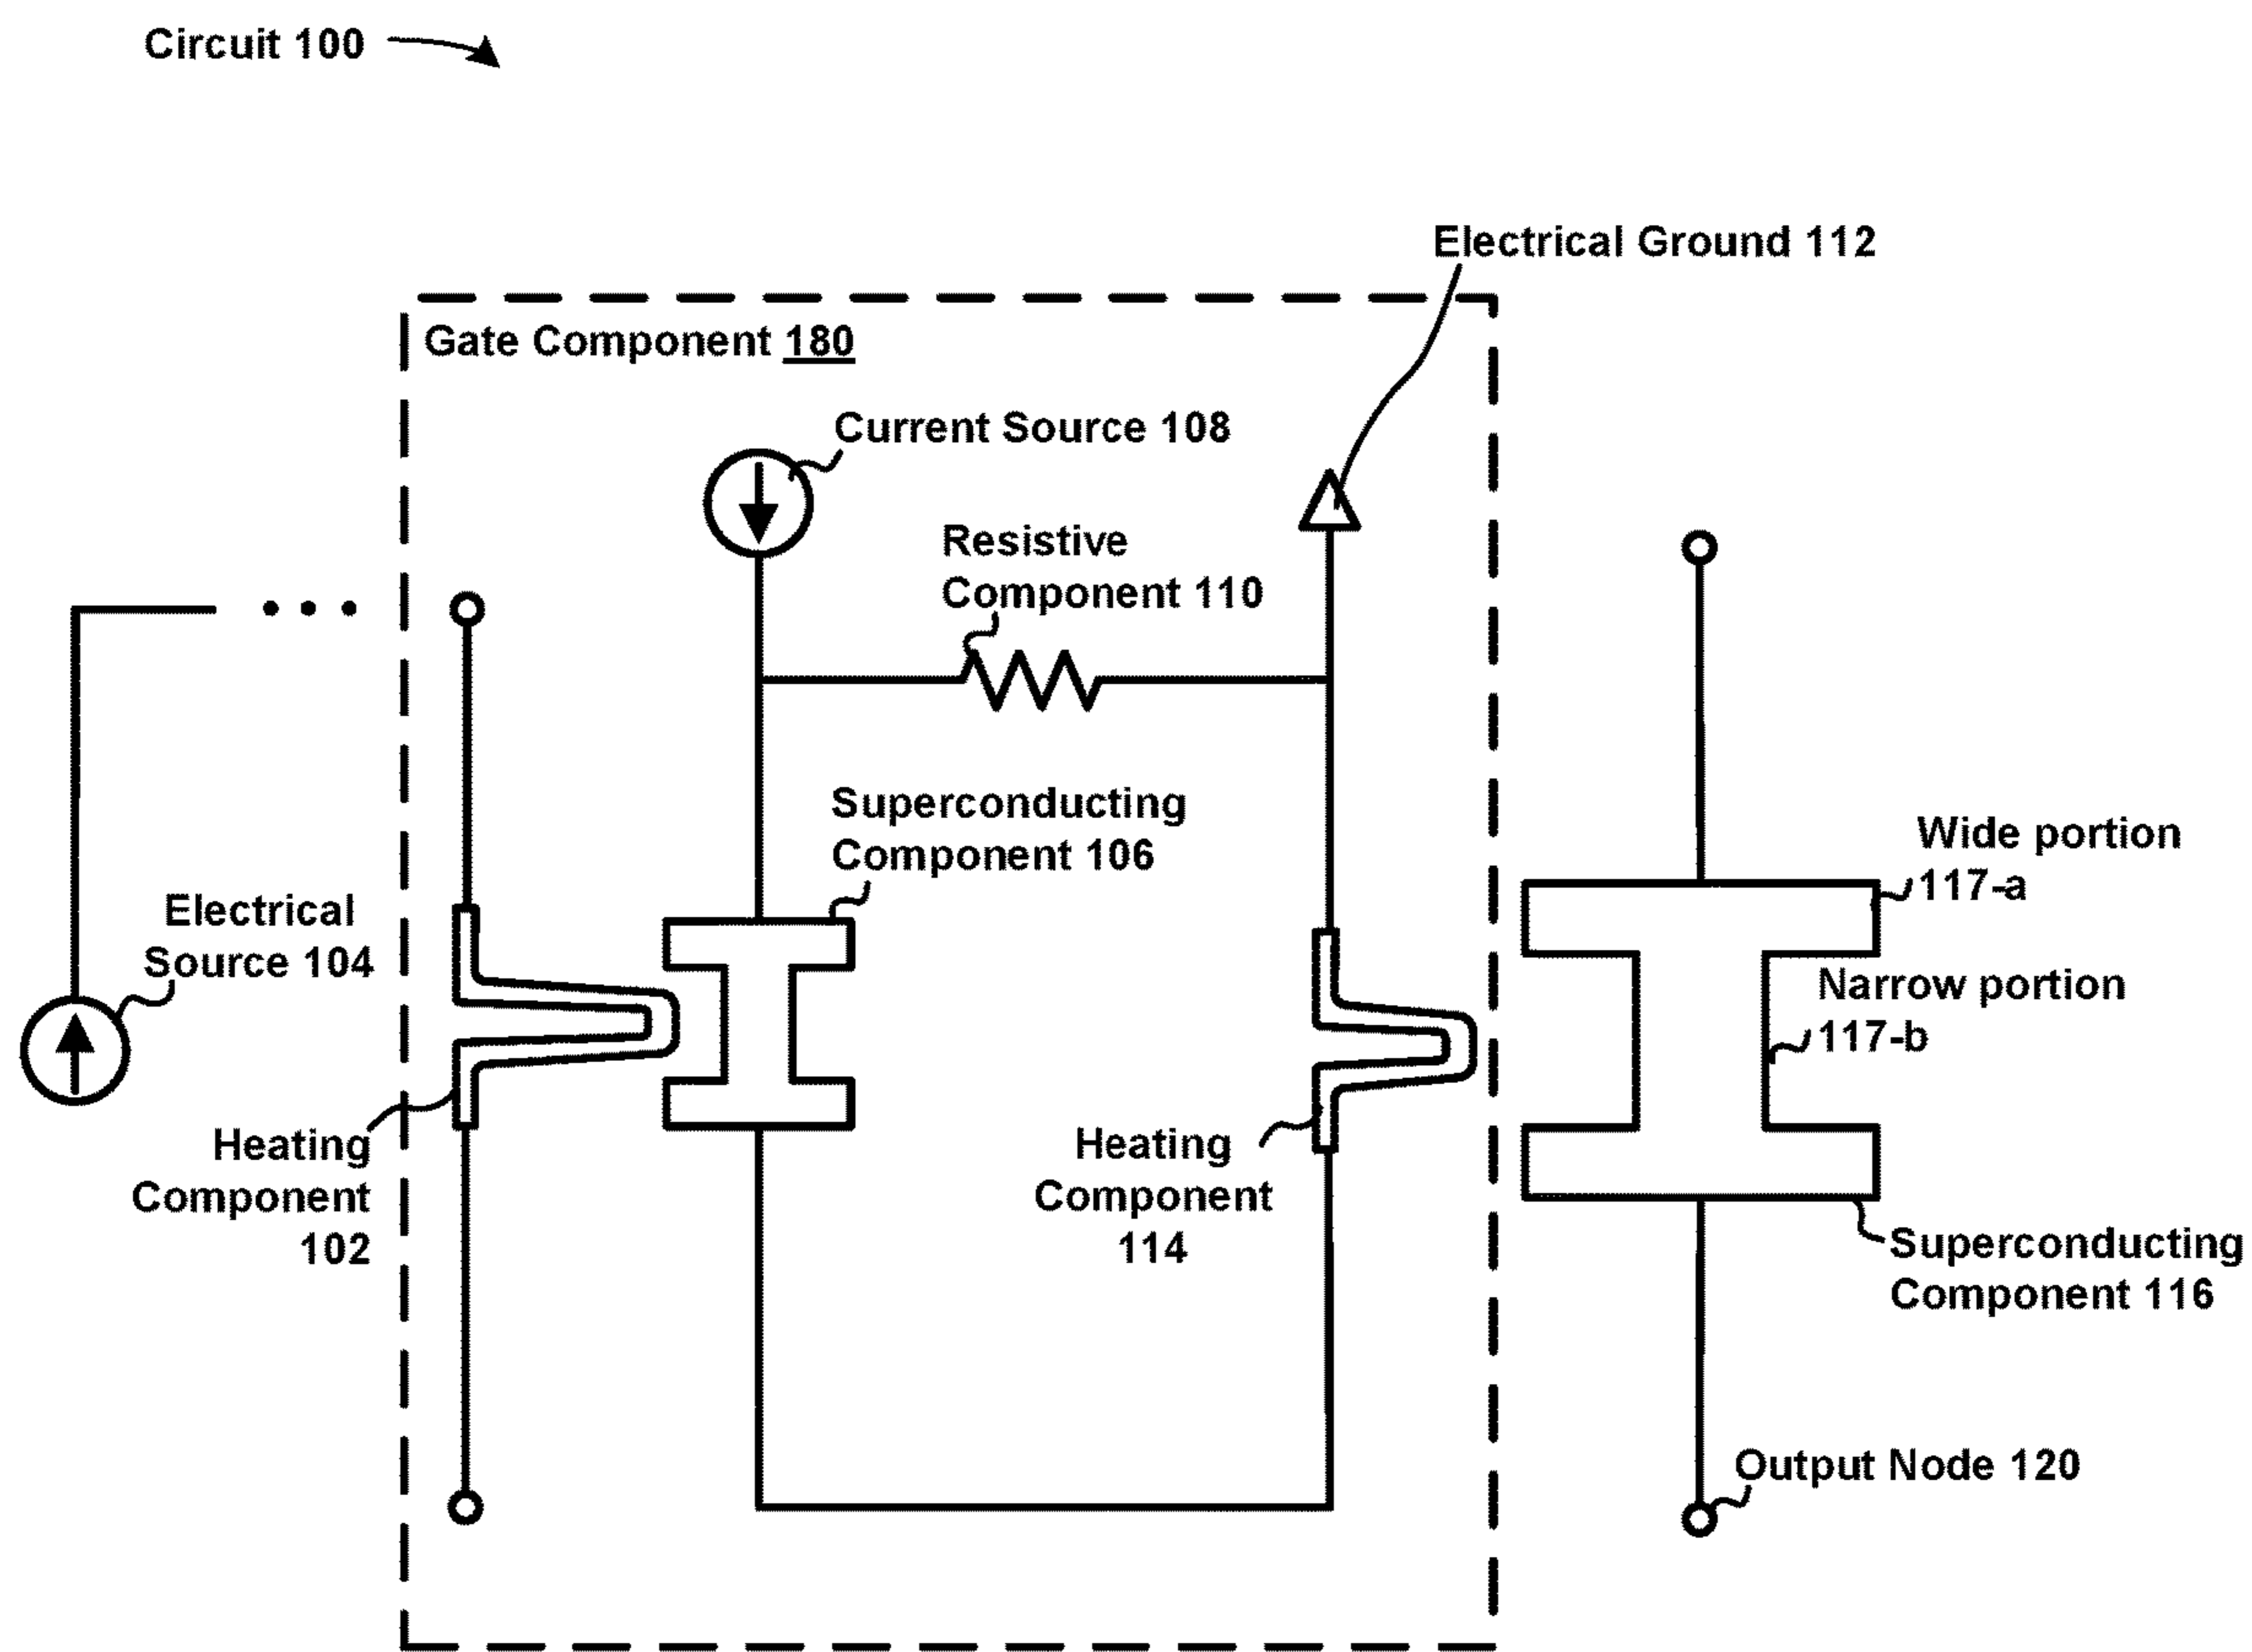 Circuit 100
Electrical Ground 112
Gate Component 180
Current Source 108
Resistive
Component 110
Superconducting
Component 106
Wide portion
117-a
Electrical
Source 104
Narrow portion
117-b
Heating
Component
102
Heating
Component
114
Superconducting
Component 116
Output Node 120